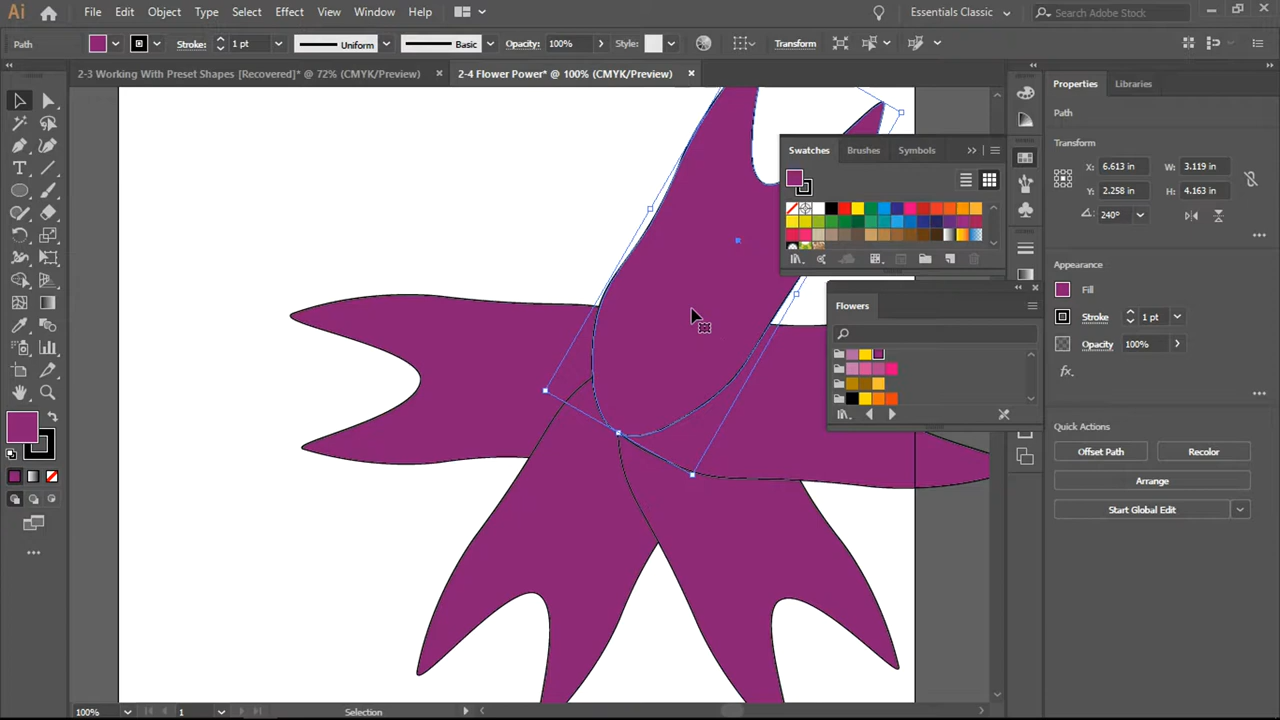 Ai File Edit Object Type Select Effect View Window Help Essentials Classic Search Adobe Stock
Path Stroke: 1 pt Uniform Basic Opacity: 100% Style: Transform
2-3 Working With Preset Shapes [Recovered]* @ 72% (CMYK/Preview) 2-4 Flower Power* @ 100% (CMYK/Preview)
Properties Libraries
Path
Transform
X: 6.613 in W: 3.119 in
Y: 2.258 in H: 4.163 in
240°
Appearance
Fill
Stroke 1 pt
Opacity 100%
fx.
Quick Actions
Offset Path Recolor
Arrange
Start Global Edit
Swatches Brushes Symbols
Flowers
100% 1 Selection